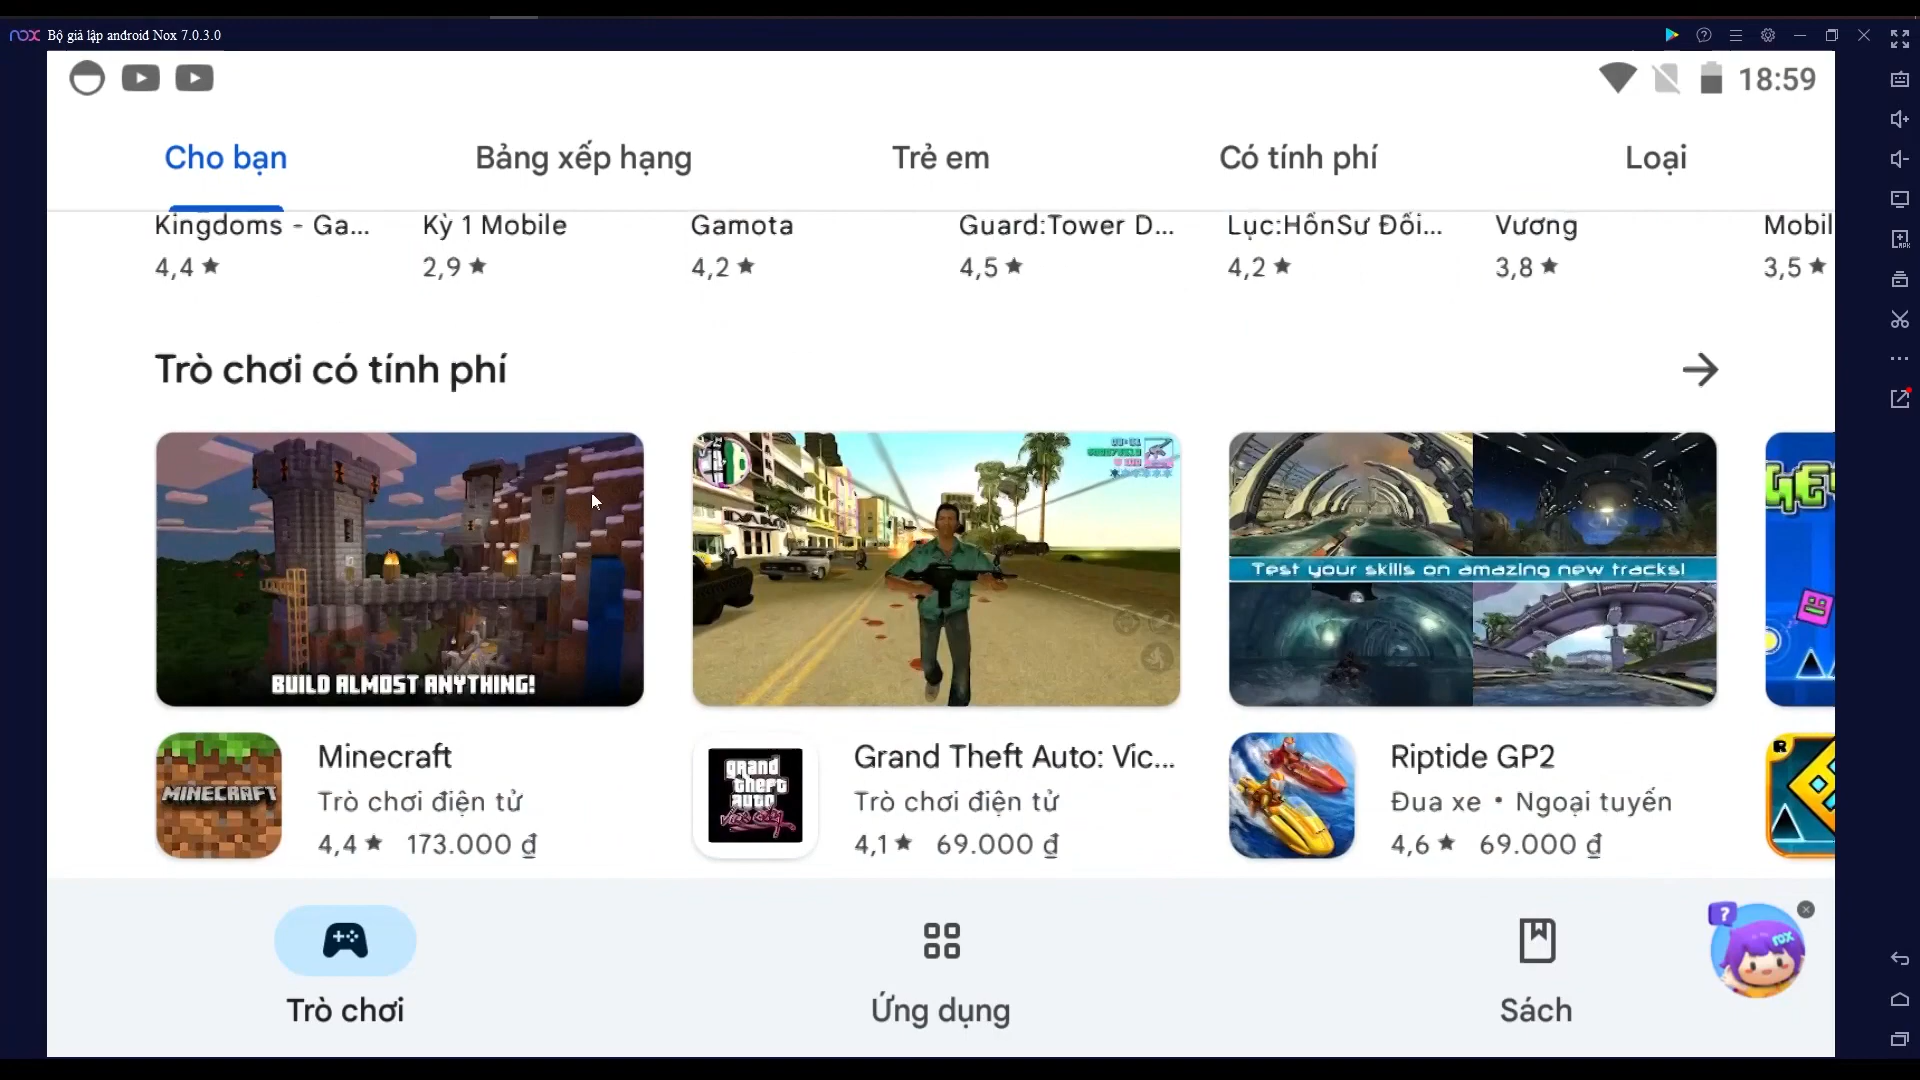 nox Bộ giả lập android Nox 7.0.3.0
18:59
Cho bạn Bảng xếp hạng Trẻ em Có tính phí Loại
Kingdoms - Ga... Kỳ 1 Mobile Gamota Guard:Tower D... Lục:HồnSư Đối... Vương Mobil
4,4 ★ 2,9 ★ 4,2 ★ 4,5 ★ 4,2 ★ 3,8 ★ 3,5 ★
Trò chơi có tính phí
Test your skills on amazing new tracks!
BUILD ALMOST ANYTHING!
MINECRAFT
Minecraft
Trò chơi điện tử
4,4 ★ 173.000 ₫
grand
theft
auto
VICE CITY
Grand Theft Auto: Vic...
Trò chơi điện tử
4,1 ★ 69.000 ₫
Riptide GP2
Đua xe • Ngoại tuyến
4,6 ★ 69.000 ₫
R
?
nox
Trò chơi Ứng dụng Sách